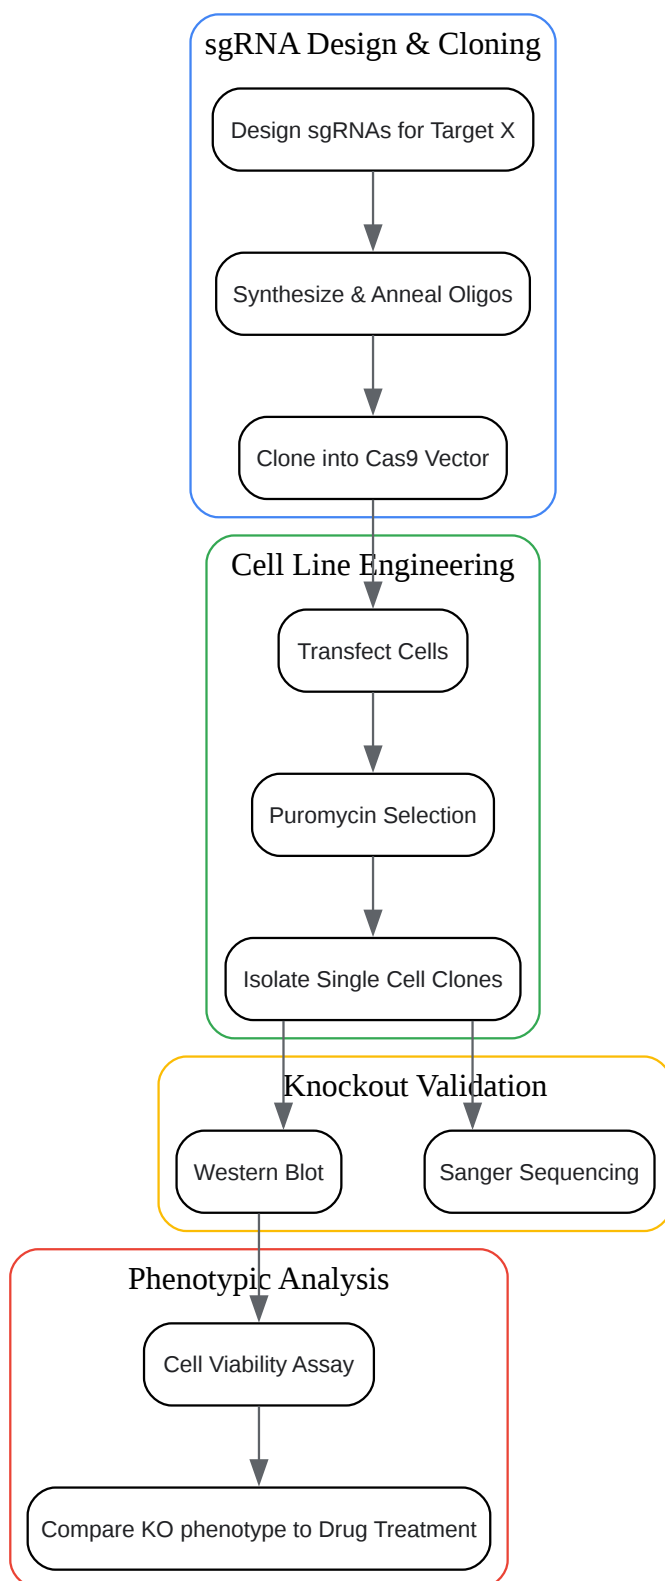 sgRNA Design & Cloning
Design sgRNAs for Target X
Synthesize & Anneal Oligos
Clone into Cas9 Vector
Cell Line Engineering
Transfect Cells
Puromycin Selection
Isolate Single Cell Clones
Knockout Validation
Western Blot
Sanger Sequencing
Phenotypic Analysis
Cell Viability Assay
Compare KO phenotype to Drug Treatment